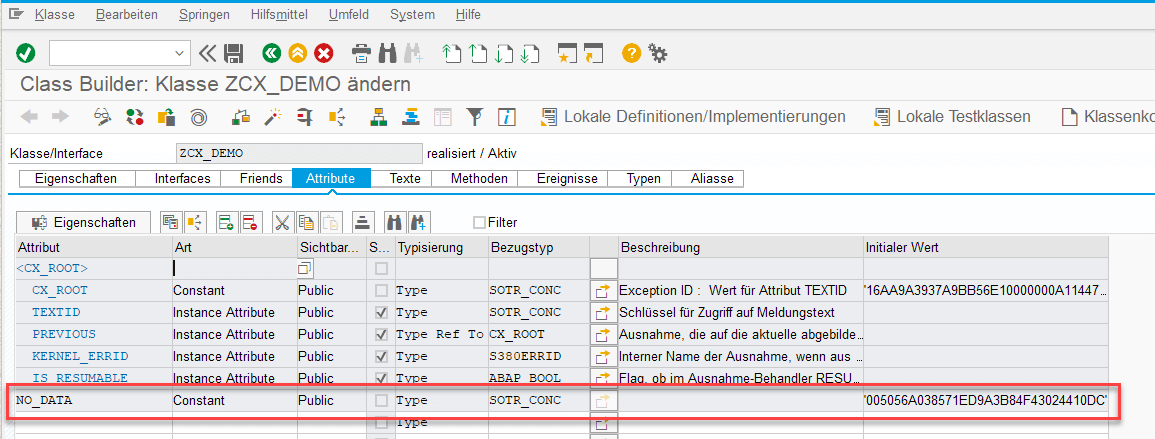 Klasse Bearbeiten Springen Hilfsmittel Umfeld System Hilfe
Class Builder: Klasse ZCX_DEMO ändern
Lokale Definitionen/Implementierungen Lokale Testklassen Klassenko
Klasse/Interface ZCX_DEMO realisiert / Aktiv
Eigenschaften Interfaces Friends Attribute Texte Methoden Ereignisse Typen Aliasse
Eigenschaften Filter
Attribut Art Sichtbar... S... Typisierung Bezugstyp Beschreibung Initialer Wert
<CX_ROOT>
CX_ROOT Constant Public Type SOTR_CONC Exception ID : Wert für Attribut TEXTID '16AA9A3937A9BB56E10000000A11447...
TEXTID Instance Attribute Public Type SOTR_CONC Schlüssel für Zugriff auf Meldungstext
PREVIOUS Instance Attribute Public Type Ref To CX_ROOT Ausnahme, die auf die aktuelle abgebilde...
KERNEL_ERRID Instance Attribute Public Type S380ERRID Interner Name der Ausnahme, wenn aus ...
IS_RESUMABLE Instance Attribute Public Type ABAP_BOOL Flag, ob im Ausnahme-Behandler RESU...
NO_DATA Constant Public Type SOTR_CONC '005056A038571ED9A3B84F43024410DC'
Type